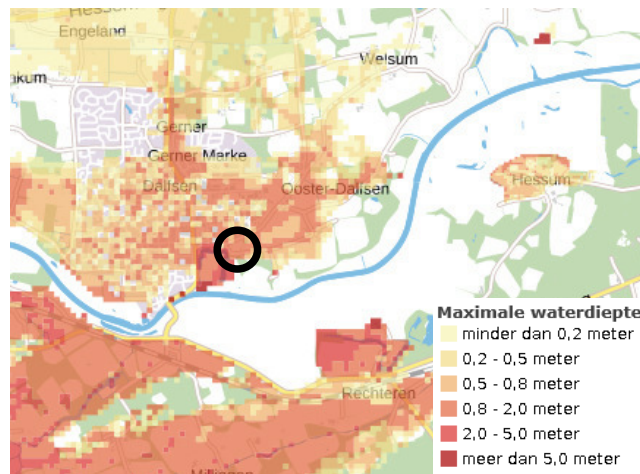 Engeland
Welsum
akum
Gerner
Gerner Marke
Dalfsen
Ooster-Dalfsen
Hessum
Rechteren
Maximale waterdiepte
minder dan 0,2 meter
0,2 - 0,5 meter
0,5 - 0,8 meter
0,8 - 2,0 meter
2,0 - 5,0 meter
meer dan 5,0 meter